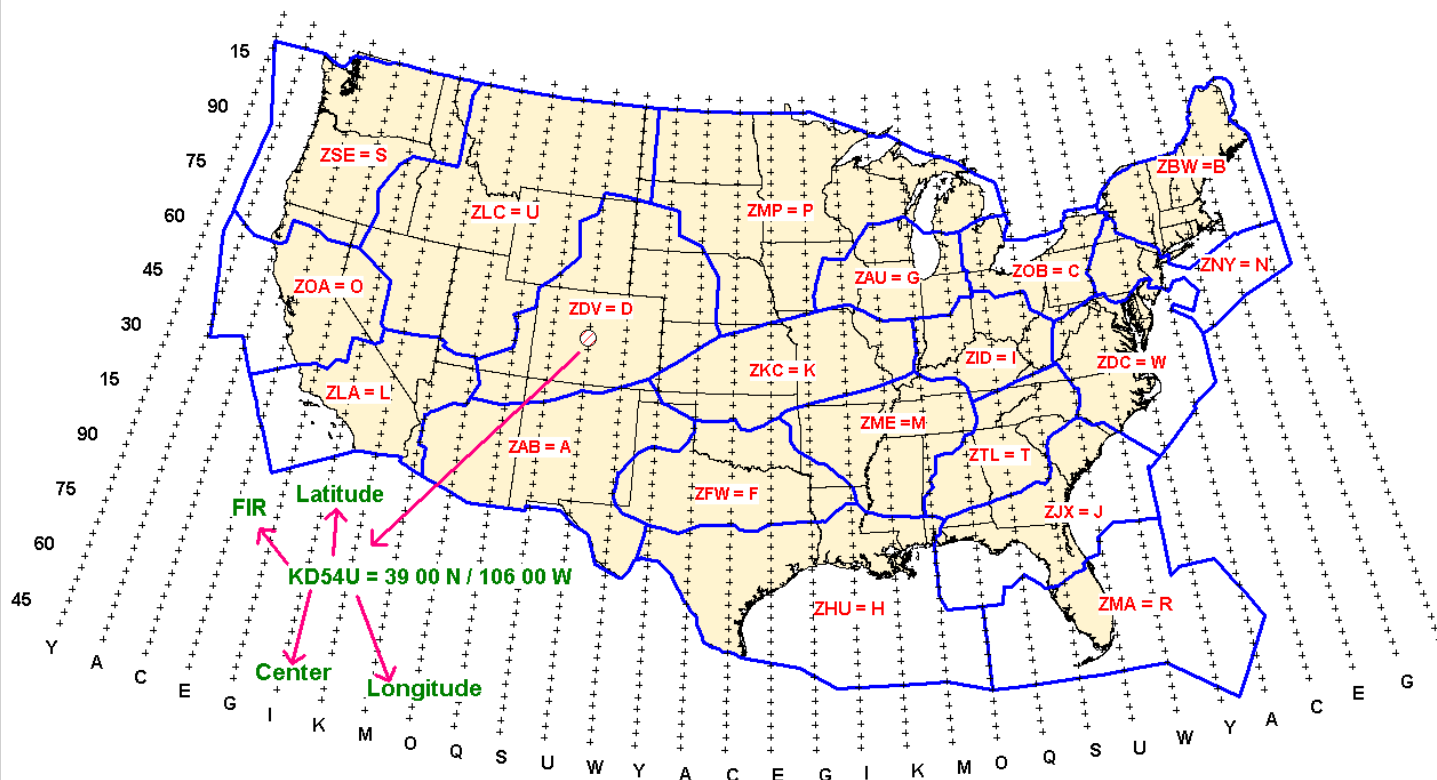 15
90
75
60
45
30
15
90
75
60
45
ZSE = S
ZLC = U
ZMP = P
ZBW =B
ZOA = O
ZDV = D
ZAU = G
ZOB = C
ZNY = N
ZLA = L
ZKC = K
ZID = I
ZDC = W
ZAB = A
ZME =M
ZTL = T
ZFW = F
ZJX = J
ZHU = H
ZMA = R
FIR
Latitude
KD54U = 39 00 N / 106 00 W
Center
Longitude
Y A C E G I K M O Q S U W Y A C E G I K M O Q S U W Y A C E G